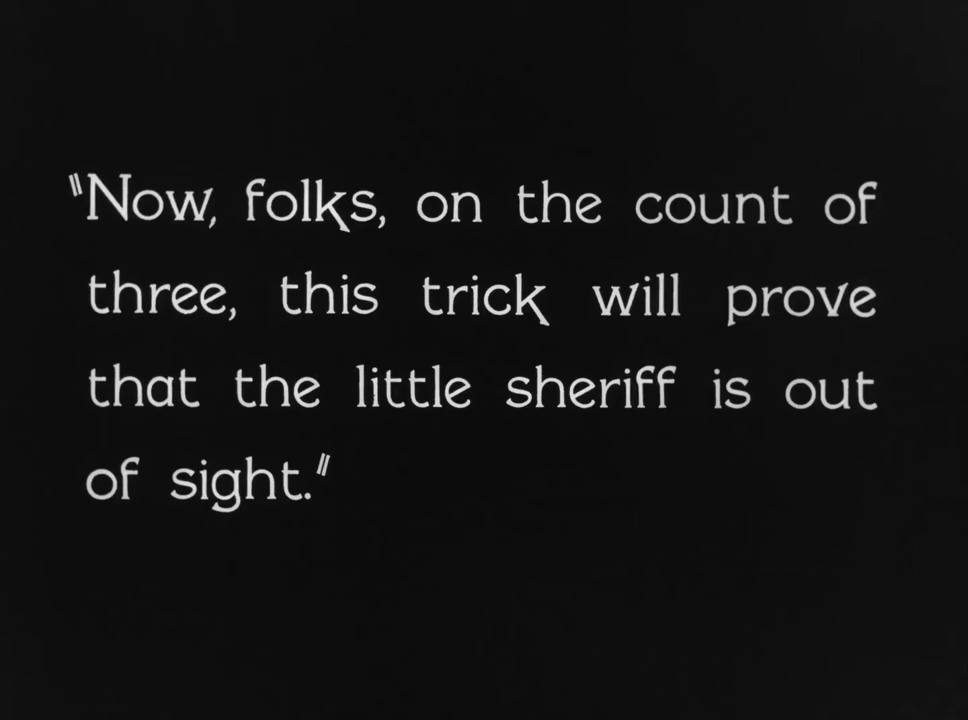 "Now, folks, on the count of
three, this trick will prove
that the little sheriff is out
of sight."